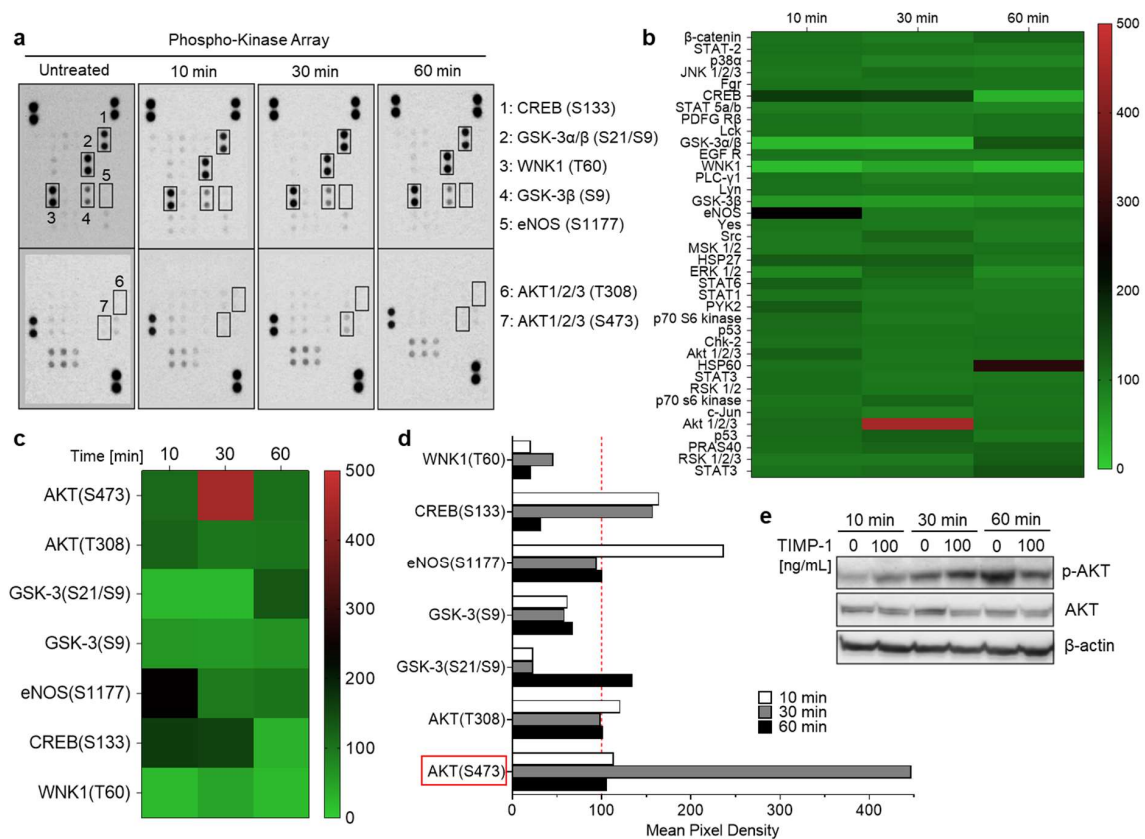 a
Phospho-Kinase Array
Untreated 10 min 30 min 60 min
1
2
5
3 4
1: CREB (S133)
2: GSK-3α/β (S21/S9)
3: WNK1 (T60)
4: GSK-3β (S9)
5: eNOS (S1177)
6
7
6: AKT1/2/3 (T308)
7: AKT1/2/3 (S473)
b
10 min 30 min 60 min
β-catenin
STAT-2
p38α
JNK 1/2/3
Fgr
CREB
STAT 5a/b
PDFG Rβ
Lck
GSK-3α/β
EGF R
WNK1
PLC-γ1
Lyn
GSK-3β
eNOS
Yes
Src
MSK 1/2
HSP27
ERK 1/2
STAT6
STAT1
PYK2
p70 S6 kinase
p53
Chk-2
Akt 1/2/3
HSP60
STAT3
RSK 1/2
p70 s6 kinase
c-Jun
Akt 1/2/3
p53
PRAS40
RSK 1/2/3
STAT3
500
400
300
200
100
0
c
Time [min] 10 30 60
AKT(S473)
AKT(T308)
GSK-3(S21/S9)
GSK-3(S9)
eNOS(S1177)
CREB(S133)
WNK1(T60)
500
400
300
200
100
0
d
WNK1(T60)
CREB(S133)
eNOS(S1177)
GSK-3(S9)
GSK-3(S21/S9)
AKT(T308)
AKT(S473)
0 100 200 300 400
Mean Pixel Density
10 min
30 min
60 min
e
10 min 30 min 60 min
TIMP-1 0 100 0 100 0 100
[ng/mL]
p-AKT
AKT
β-actin